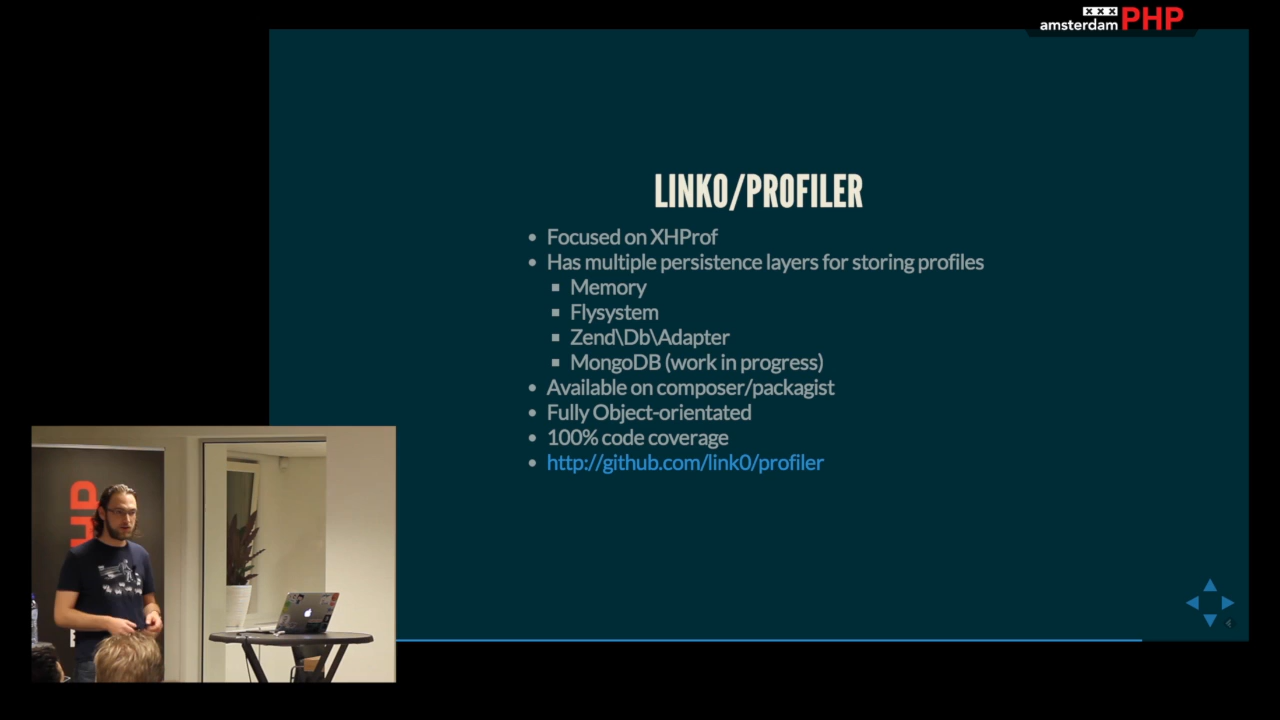 amsterdam PHP
LINK0/PROFILER
Focused on XHProf
Has multiple persistence layers for storing profiles
Memory
Flysystem
Zend\Db\Adapter
MongoDB (work in progress)
Available on composer/packagist
Fully Object-orientated
100% code coverage
http://github.com/link0/profiler
PHP